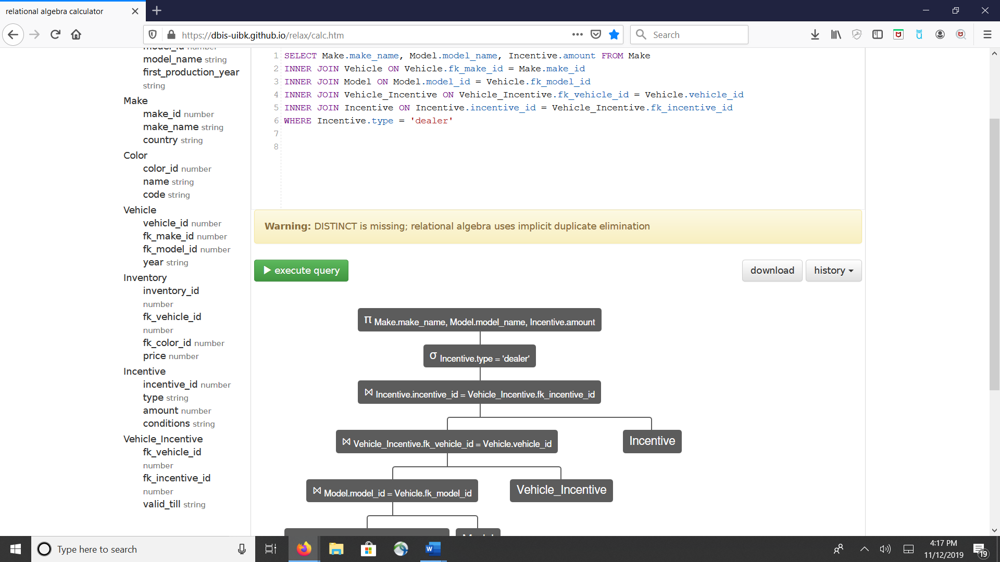 relational algebra calculator
https://dbis-uibk.github.io/relax/calc.htm
Search
model_name string
first_production_year
string
Make
make_id number
make_name string
country string
Color
color_id number
name string
code string
Vehicle
vehicle_id number
fk_make_id number
fk_model_id number
year string
Inventory
inventory_id
number
fk_vehicle_id
number
fk_color_id number
price number
Incentive
incentive_id number
type string
amount number
conditions string
Vehicle_Incentive
fk_vehicle_id
number
fk_incentive_id
number
valid_till string
1 SELECT Make.make_name, Model.model_name, Incentive.amount FROM Make
2 INNER JOIN Vehicle ON Vehicle.fk_make_id = Make.make_id
3 INNER JOIN Model ON Model.model_id = Vehicle.fk_model_id
4 INNER JOIN Vehicle_Incentive ON Vehicle_Incentive.fk_vehicle_id = Vehicle.vehicle_id
5 INNER JOIN Incentive ON Incentive.incentive_id = Vehicle_Incentive.fk_incentive_id
6 WHERE Incentive.type = 'dealer'
7
8
Warning: DISTINCT is missing; relational algebra uses implicit duplicate elimination
execute query
download
history
π Make.make_name, Model.model_name, Incentive.amount
σ Incentive.type = 'dealer'
⋈ Incentive.incentive_id = Vehicle_Incentive.fk_incentive_id
⋈ Vehicle_Incentive.fk_vehicle_id = Vehicle.vehicle_id
Incentive
⋈ Model.model_id = Vehicle.fk_model_id
Vehicle_Incentive
Type here to search
4:17 PM
11/12/2019
19